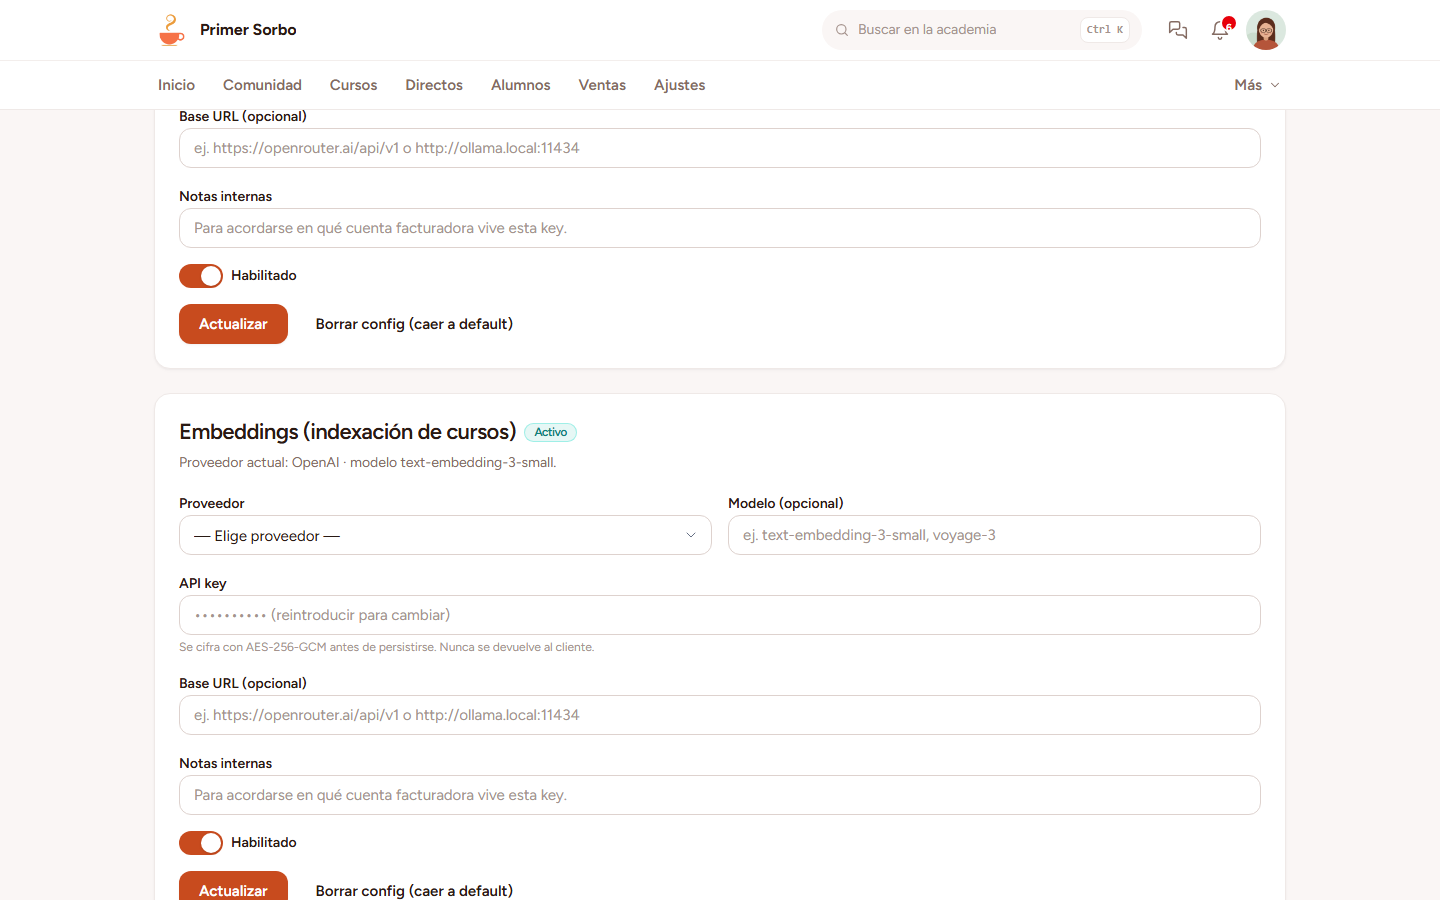 Primer Sorbo
Buscar en la academia
Ctrl K
6
Inicio
Comunidad
Cursos
Directos
Alumnos
Ventas
Ajustes
Más
Base URL (opcional)
ej. https://openrouter.ai/api/v1 o http://ollama.local:11434
Notas internas
Para acordarse en qué cuenta facturadora vive esta key.
Habilitado
Actualizar
Borrar config (caer a default)
Embeddings (indexación de cursos)
Activo
Proveedor actual: OpenAI · modelo text-embedding-3-small.
Proveedor
Modelo (opcional)
— Elige proveedor —
ej. text-embedding-3-small, voyage-3
API key
•••••••••• (reintroducir para cambiar)
Se cifra con AES-256-GCM antes de persistirse. Nunca se devuelve al cliente.
Base URL (opcional)
ej. https://openrouter.ai/api/v1 o http://ollama.local:11434
Notas internas
Para acordarse en qué cuenta facturadora vive esta key.
Habilitado
Actualizar
Borrar config (caer a default)